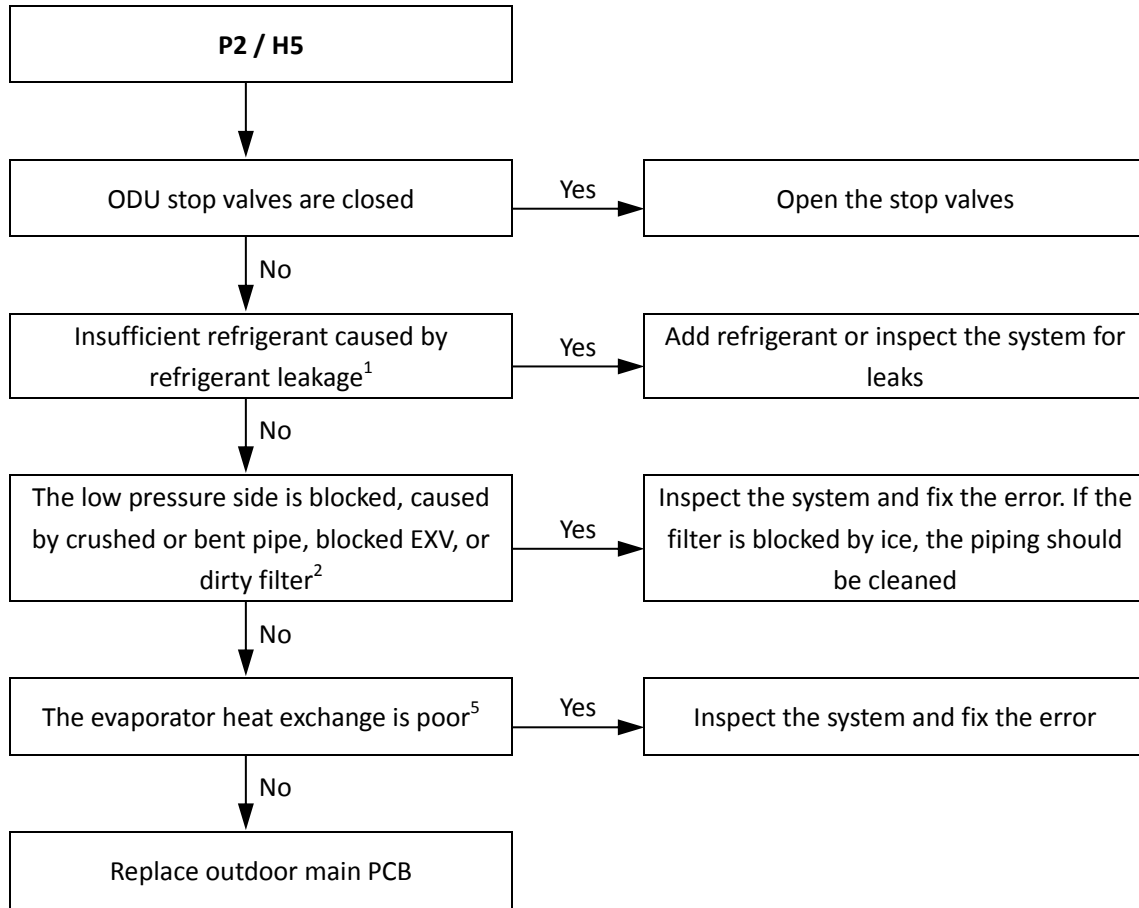 P2 / H5
ODU stop valves are closed
Yes
Open the stop valves
No
Insufficient refrigerant caused by
refrigerant leakage1
Yes
Add refrigerant or inspect the system for
leaks
No
The low pressure side is blocked, caused
by crushed or bent pipe, blocked EXV, or
dirty filter2
Yes
Inspect the system and fix the error. If the
filter is blocked by ice, the piping should
be cleaned
No
The evaporator heat exchange is poor5
Yes
Inspect the system and fix the error
No
Replace outdoor main PCB